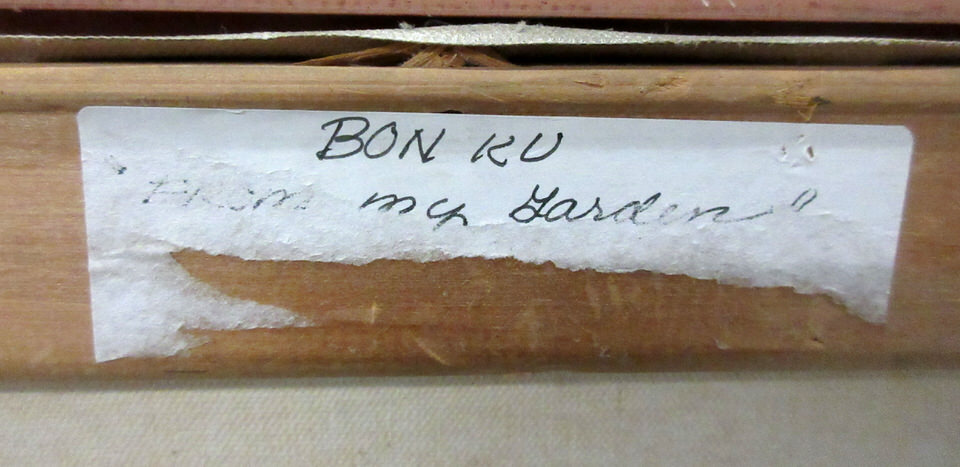 BON KU
"From my Garden"